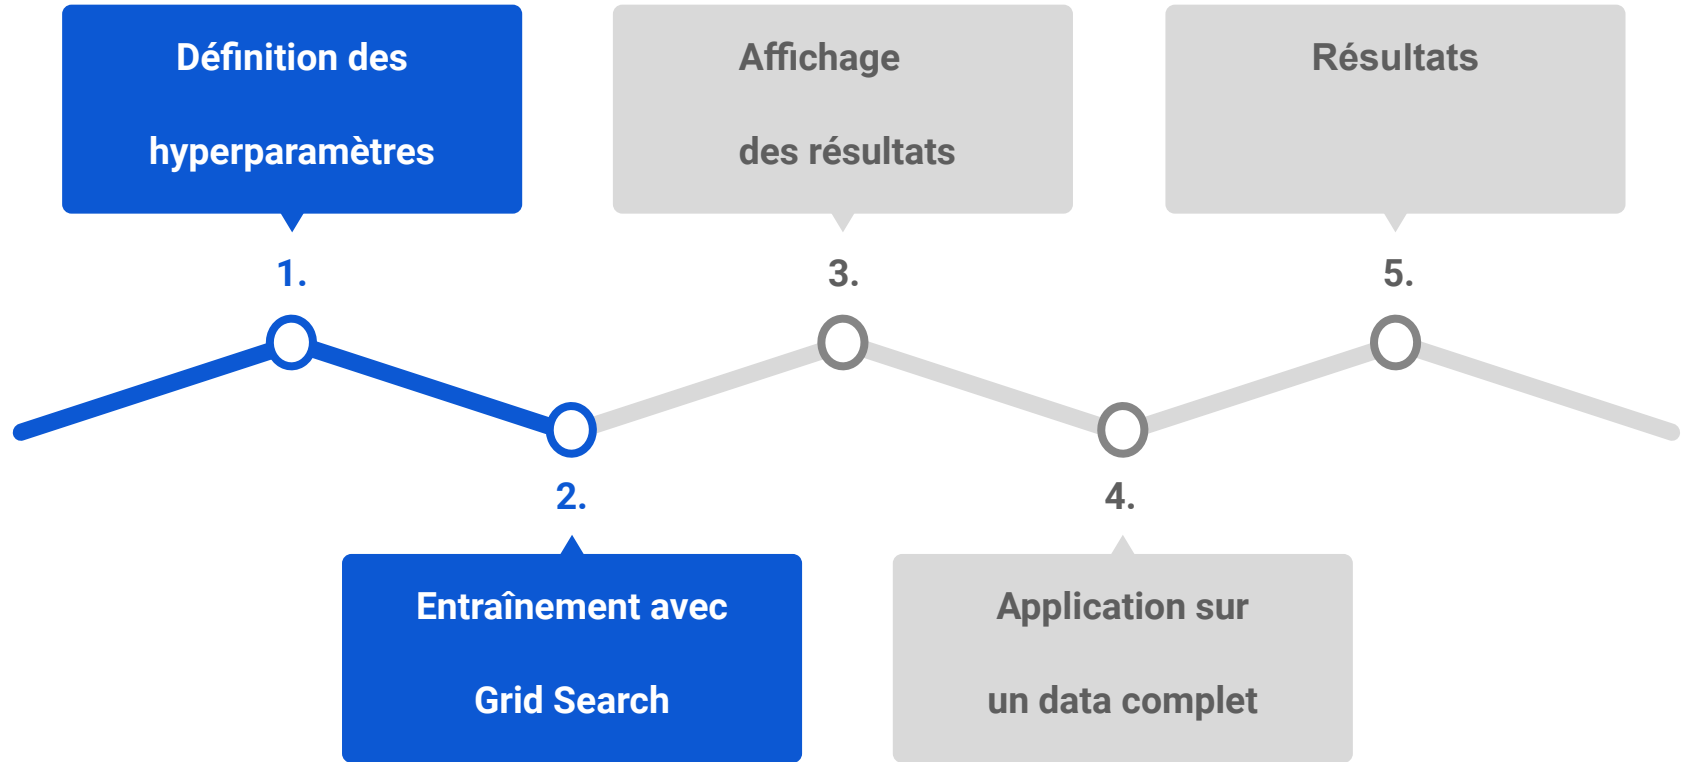 Définition des
hyperparamètres
1.
2.
Entraînement avec
Grid Search
Affichage
des résultats
3.
4.
Application sur
un data complet
Résultats
5.